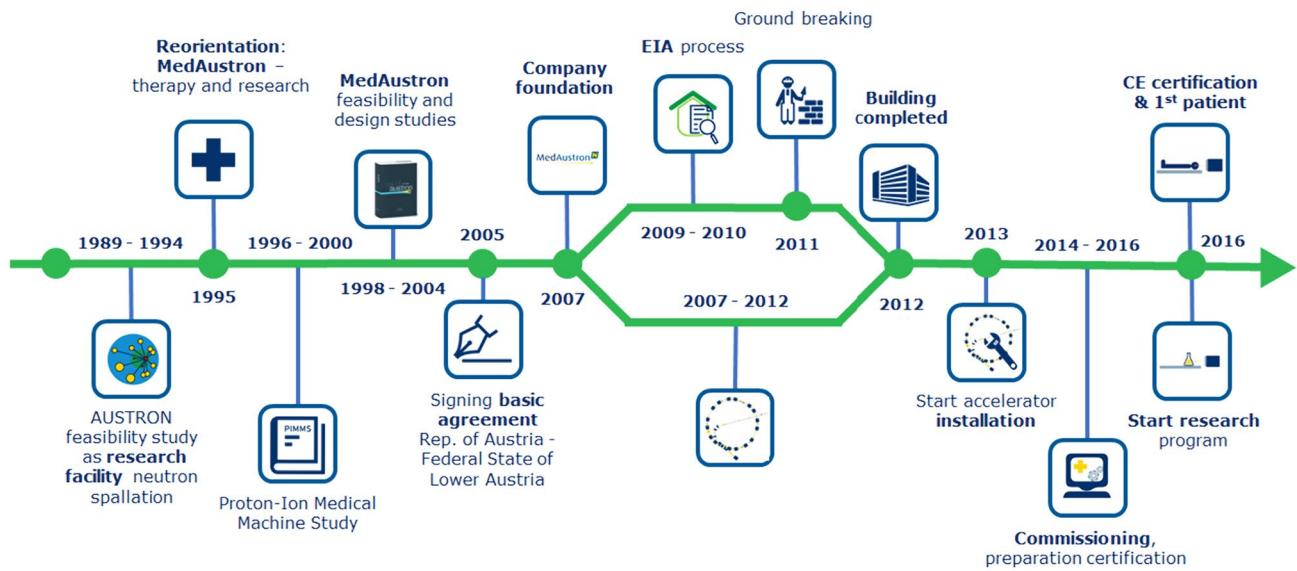 Ground breaking
Reorientation:
MedAustron –
therapy and research
MedAustron
feasibility and
design studies
Company
foundation
EIA process
Building
completed
CE certification
& 1st patient
MedAustron
1989 - 1994
1995
1996 - 2000
1998 - 2004
2005
2007
2009 - 2010
2011
2007 - 2012
2012
2013
2014 - 2016
2016
AUSTRON
feasibility study
as research
facility neutron
spallation
PIMMS
Proton-Ion Medical
Machine Study
Signing basic
agreement
Rep. of Austria -
Federal State of
Lower Austria
Start accelerator
installation
Commissioning,
preparation certification
Start research
program